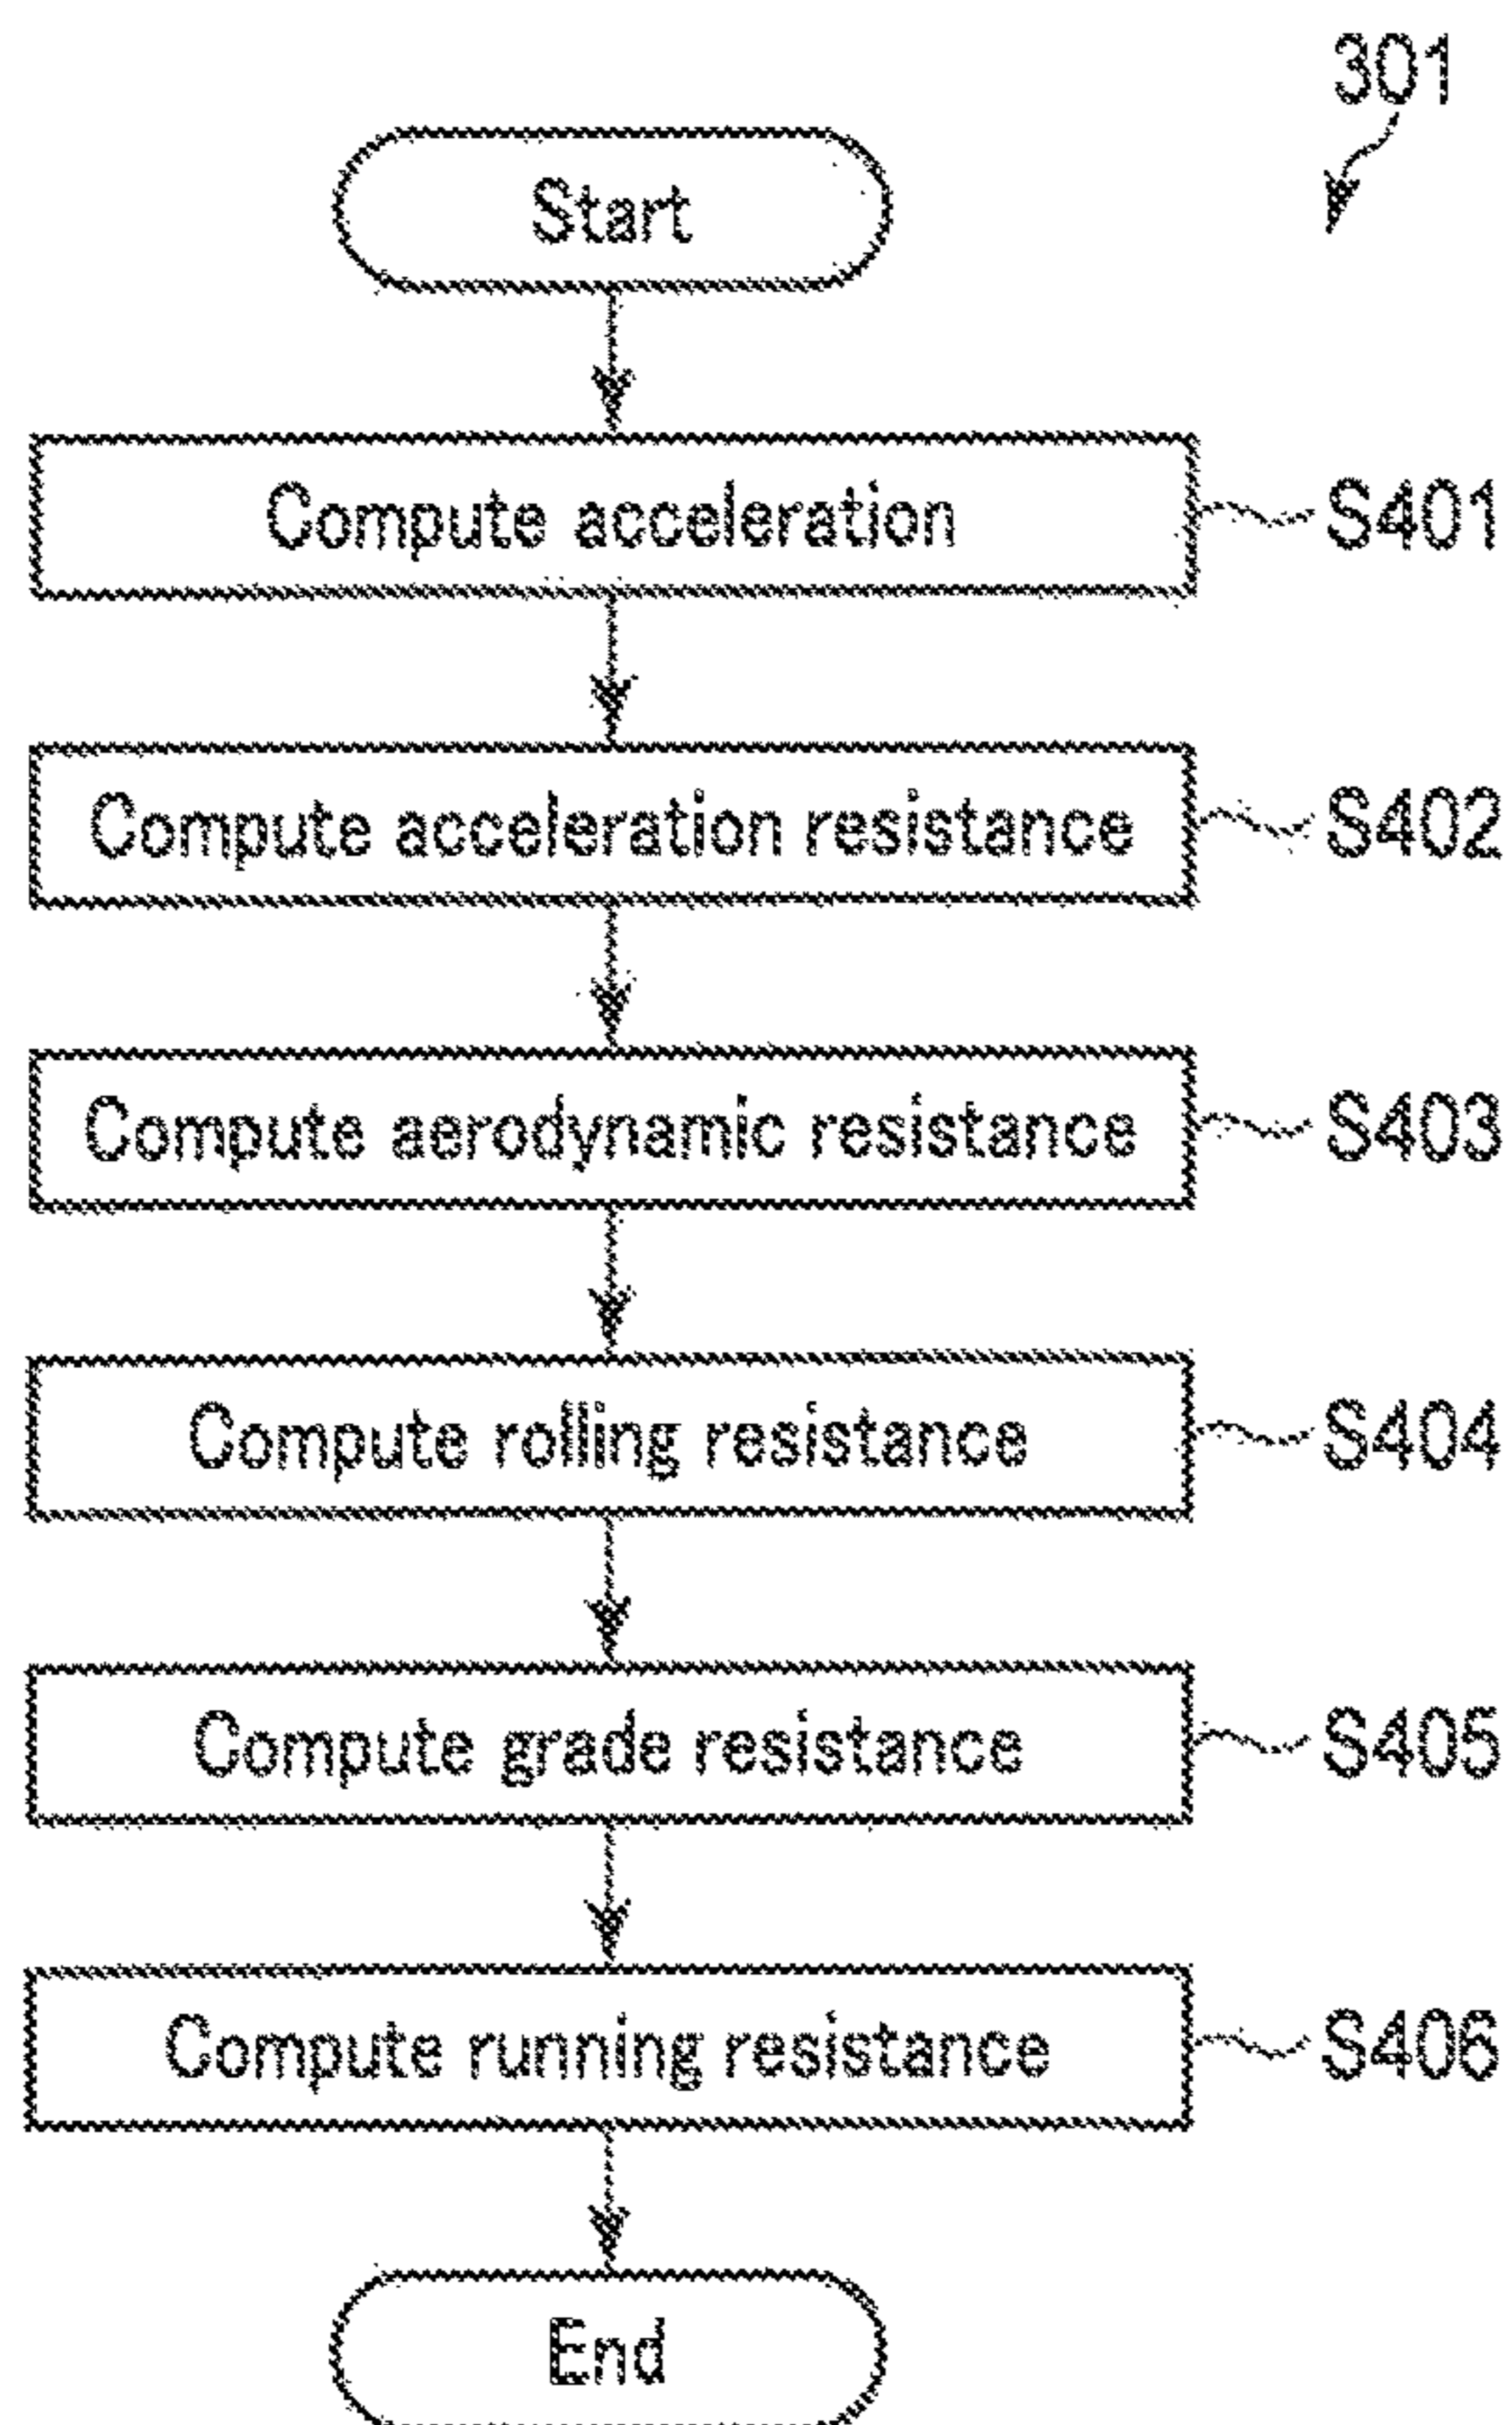 301
Start
Compute acceleration
S401
Compute acceleration resistance
S402
Compute aerodynamic resistance
S403
Compute rolling resistance
S404
Compute grade resistance
S405
Compute running resistance
S406
End